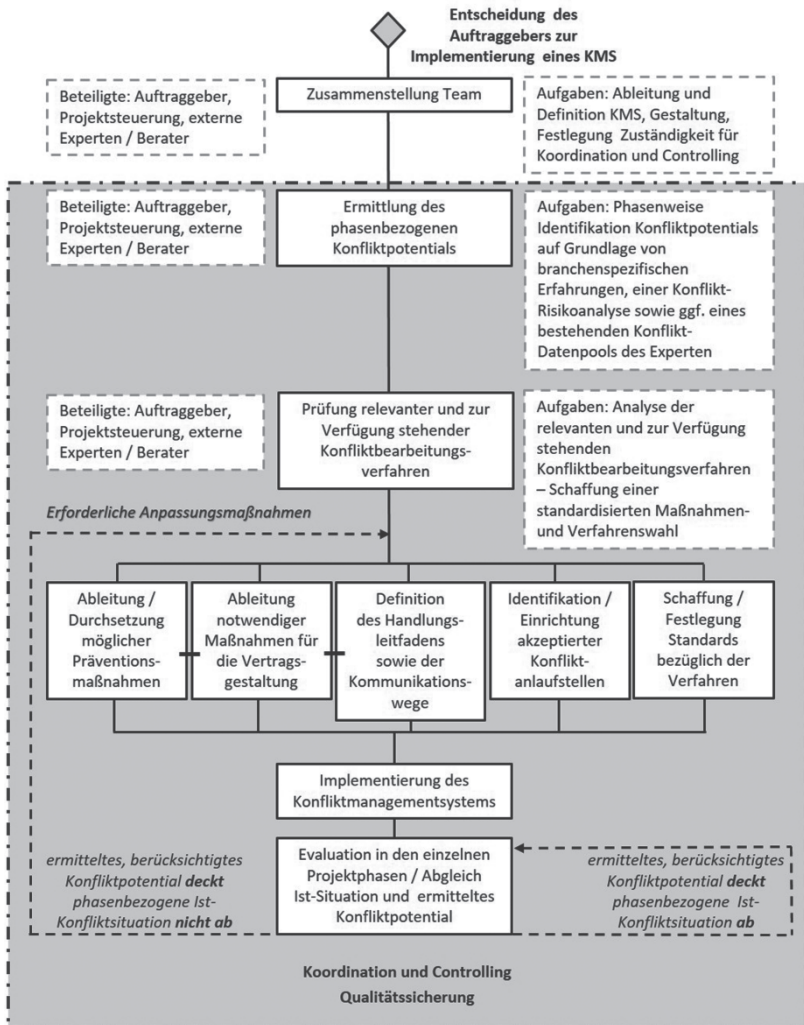 Entscheidung des
Auftraggebers zur
Implementierung eines KMS
Beteiligte: Auftraggeber,
Projektsteuerung, externe
Experten / Berater
Zusammenstellung Team
Aufgaben: Ableitung und
Definition KMS, Gestaltung,
Festlegung Zuständigkeit für
Koordination und Controlling
Beteiligte: Auftraggeber,
Projektsteuerung, externe
Experten / Berater
Ermittlung des
phasenbezogenen
Konfliktpotentials
Aufgaben: Phasenweise
Identifikation Konfliktpotentials
auf Grundlage von
branchenspezifischen
Erfahrungen, einer Konflikt-
Risikoanalyse sowie ggf. eines
bestehenden Konflikt-
Datenpools des Experten
Beteiligte: Auftraggeber,
Projektsteuerung, externe
Experten / Berater
Prüfung relevanter und zur
Verfügung stehender
Konfliktbearbeitungs-
verfahren
Aufgaben: Analyse der
relevanten und zur Verfügung
stehenden
Konfliktbearbeitungsverfahren
– Schaffung einer
standardisierten Maßnahmen-
und Verfahrenswahl
Erforderliche Anpassungsmaßnahmen
Ableitung /
Durchsetzung
möglicher
Präventions-
maßnahmen
Ableitung
notwendiger
Maßnahmen für
die Vertrags-
gestaltung
Definition
des Handlungs-
leitfadens
sowie der
Kommunikations-
wege
Identifikation /
Einrichtung
akzeptierter
Konflikt-
anlaufstellen
Schaffung /
Festlegung
Standards
bezüglich der
Verfahren
Implementierung des
Konfliktmanagementsystems
ermitteltes, berücksichtigtes
Konfliktpotential deckt
phasenbezogene Ist-
Konfliktsituation nicht ab
Evaluation in den einzelnen
Projektphasen / Abgleich
Ist-Situation und ermitteltes
Konfliktpotential
ermitteltes, berücksichtigtes
Konfliktpotential deckt
phasenbezogene Ist-
Konfliktsituation ab
Koordination und Controlling
Qualitätssicherung